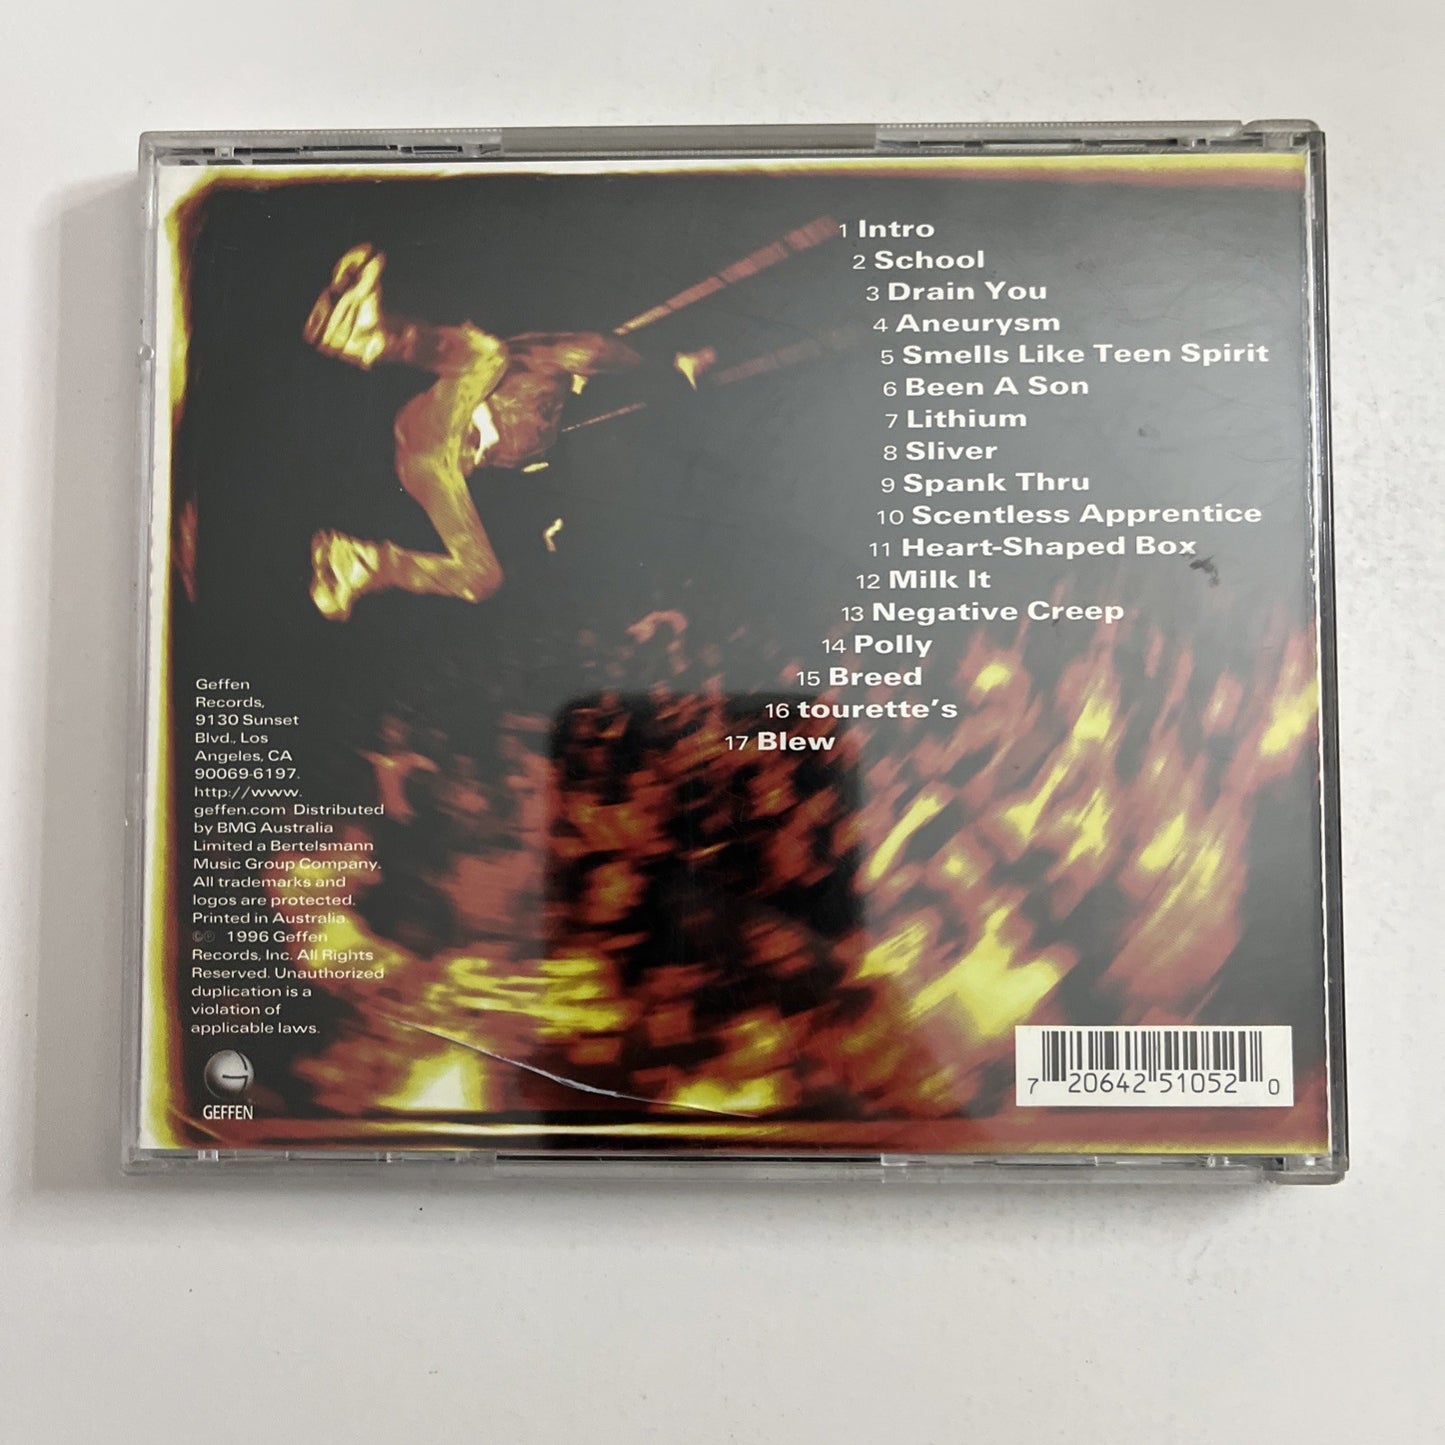 1 Intro
2 School
3 Drain You
4 Aneurysm
5 Smells Like Teen Spirit
6 Been A Son
7 Lithium
8 Sliver
9 Spank Thru
10 Scentless Apprentice
11 Heart-Shaped Box
12 Milk It
13 Negative Creep
14 Polly
15 Breed
16 tourette's
17 Blew
Geffen
Records,
9130 Sunset
Blvd., Los
Angeles, CA
90069-6197.
http://www.
geffen.com Distributed
by BMG Australia
Limited a Bertelsmann
Music Group Company.
All trademarks and
logos are protected.
Printed in Australia.
©℗ 1996 Geffen
Records, Inc. All Rights
Reserved. Unauthorized
duplication is a
violation of
applicable laws.
GEFFEN
7 20642 51052 0